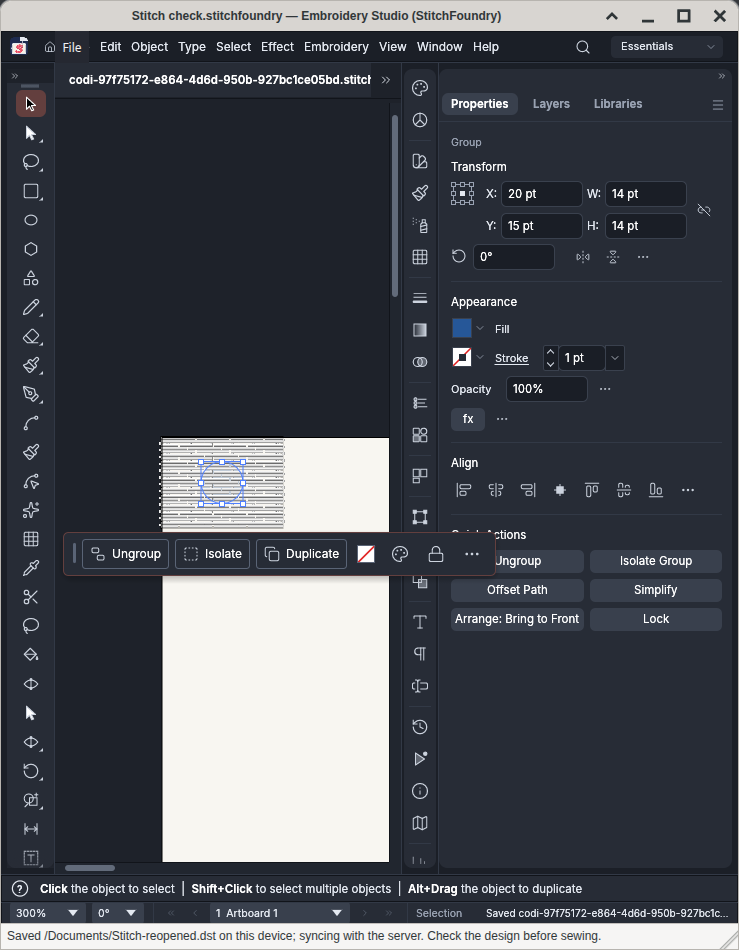 Stitch check.stitchfoundry — Embroidery Studio (StitchFoundry)
File Edit Object Type Select Effect Embroidery View Window Help
Essentials
codi-97f75172-e864-4d6d-950b-927bc1ce05bd.stitch
Properties Layers Libraries
Group
Transform
X: 20 pt W: 14 pt
Y: 15 pt H: 14 pt
0°
Appearance
Fill
Stroke 1 pt
Opacity 100%
fx
Align
Actions
Ungroup Isolate Duplicate
Ungroup Isolate Group
Offset Path Simplify
Arrange: Bring to Front Lock
Click the object to select | Shift+Click to select multiple objects | Alt+Drag the object to duplicate
300% 0° 1 Artboard 1 Selection Saved codi-97f75172-e864-4d6d-950b-927bc1c...
Saved /Documents/Stitch-reopened.dst on this device; syncing with the server. Check the design before sewing.